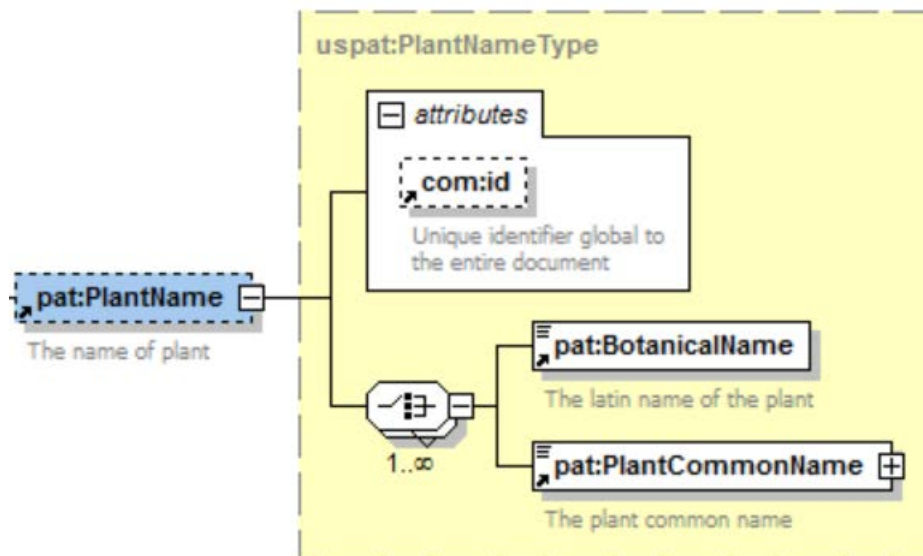 uspat:PlantNameType
attributes
com:id
Unique identifier global to
the entire document
pat:PlantName
The name of plant
pat:BotanicalName
The latin name of the plant
1..∞
pat:PlantCommonName
The plant common name